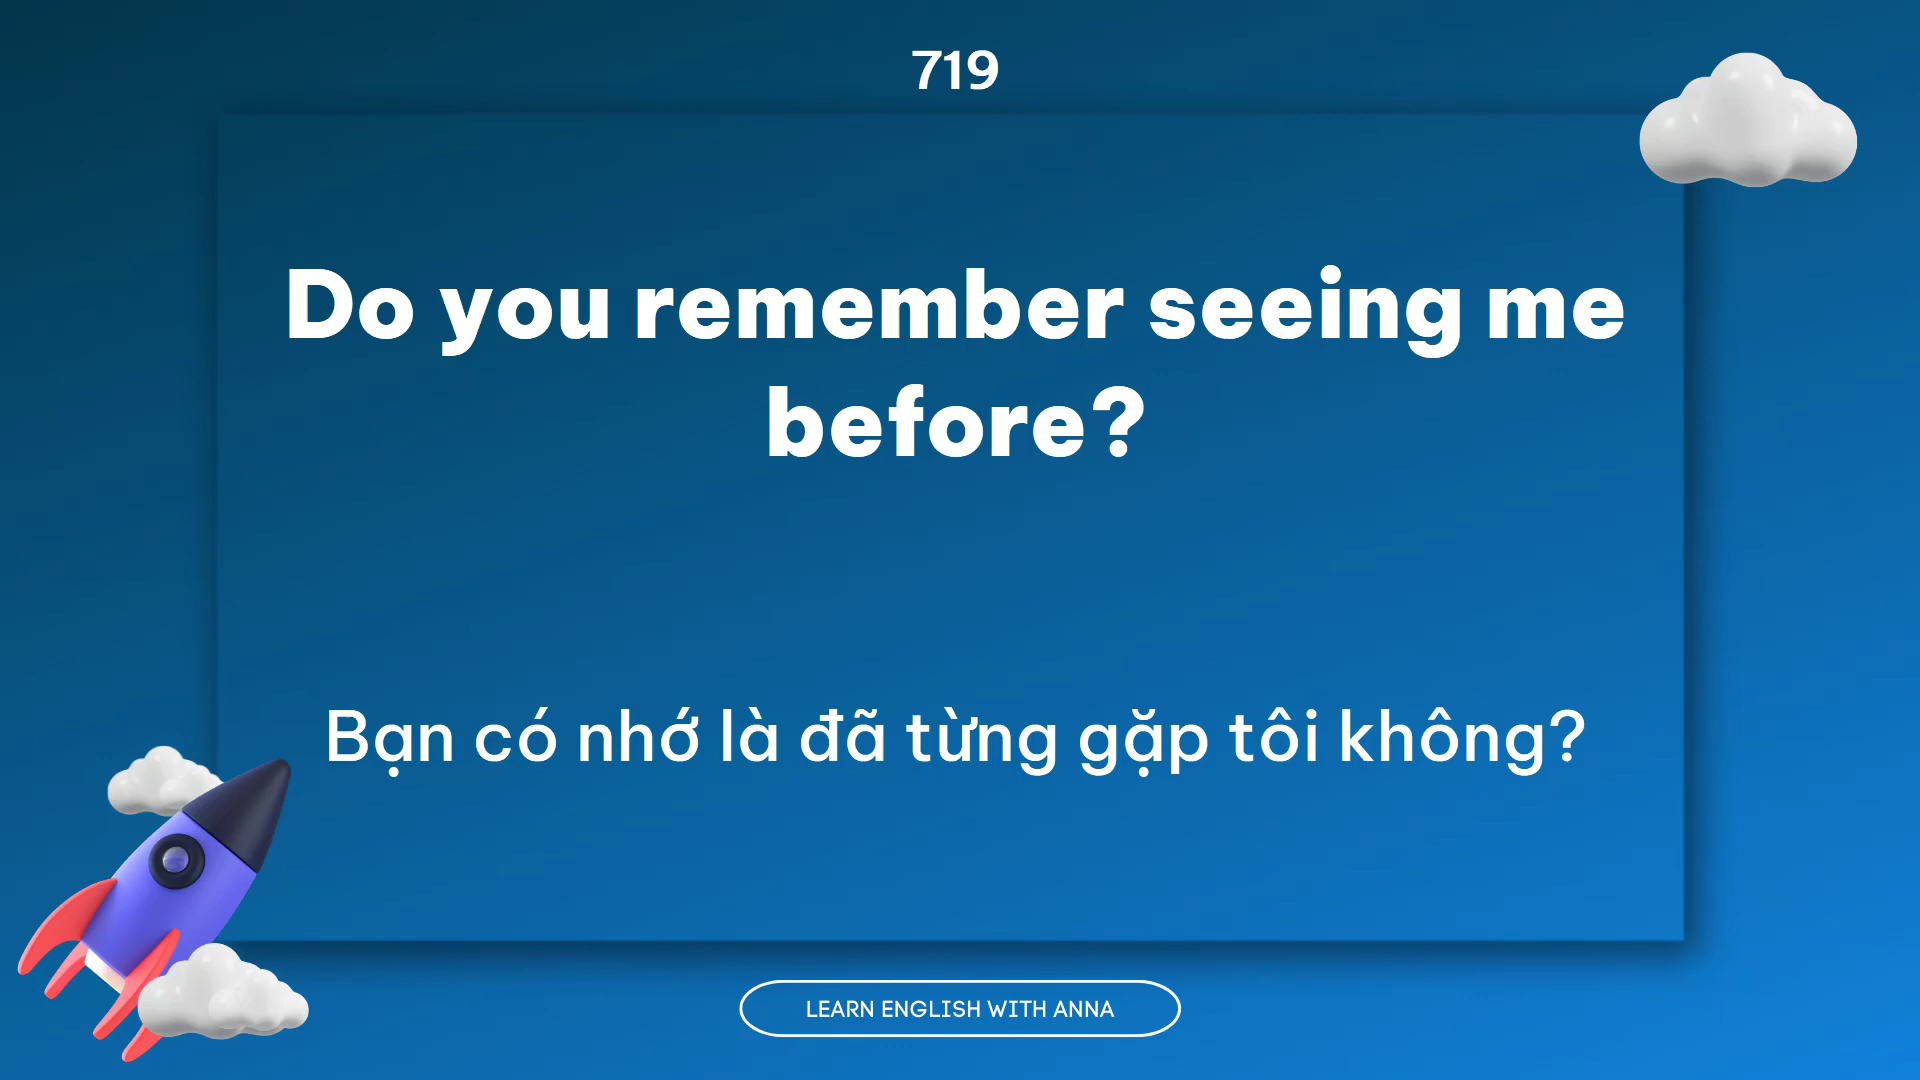 719
Do you remember seeing me
before?
Bạn có nhớ là đã từng gặp tôi không?
LEARN ENGLISH WITH ANNA